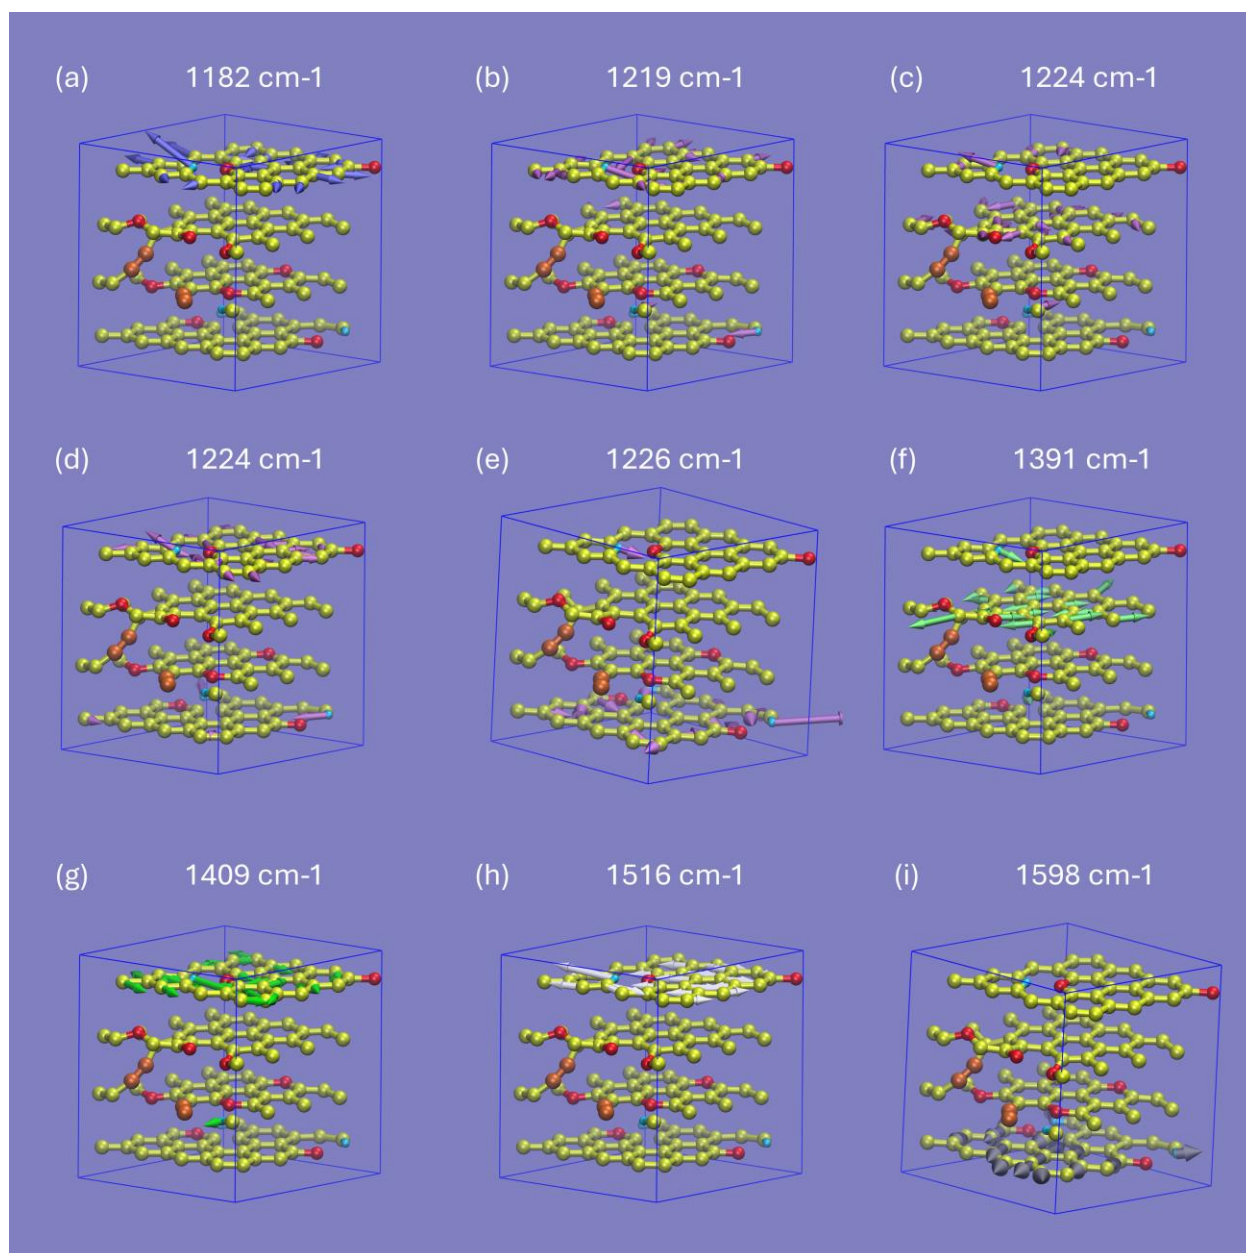 (a) 1182 cm-1 (b) 1219 cm-1 (c) 1224 cm-1
(d) 1224 cm-1 (e) 1226 cm-1 (f) 1391 cm-1
(g) 1409 cm-1 (h) 1516 cm-1 (i) 1598 cm-1